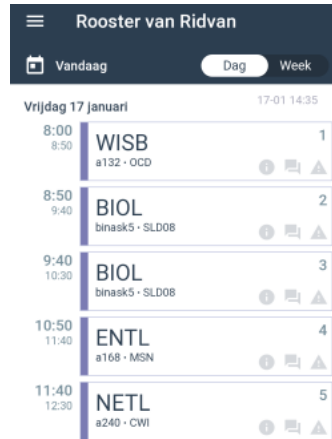 Rooster van Ridvan
Vandaag
Dag
Week
Vrijdag 17 januari
17-01 14:35
8:00
8:50
WISB
a132 · OCD
1
8:50
9:40
BIOL
binask5 · SLD08
2
9:40
10:30
BIOL
binask5 · SLD08
3
10:50
11:40
ENTL
a168 · MSN
4
11:40
12:30
NETL
a240 · CWI
5